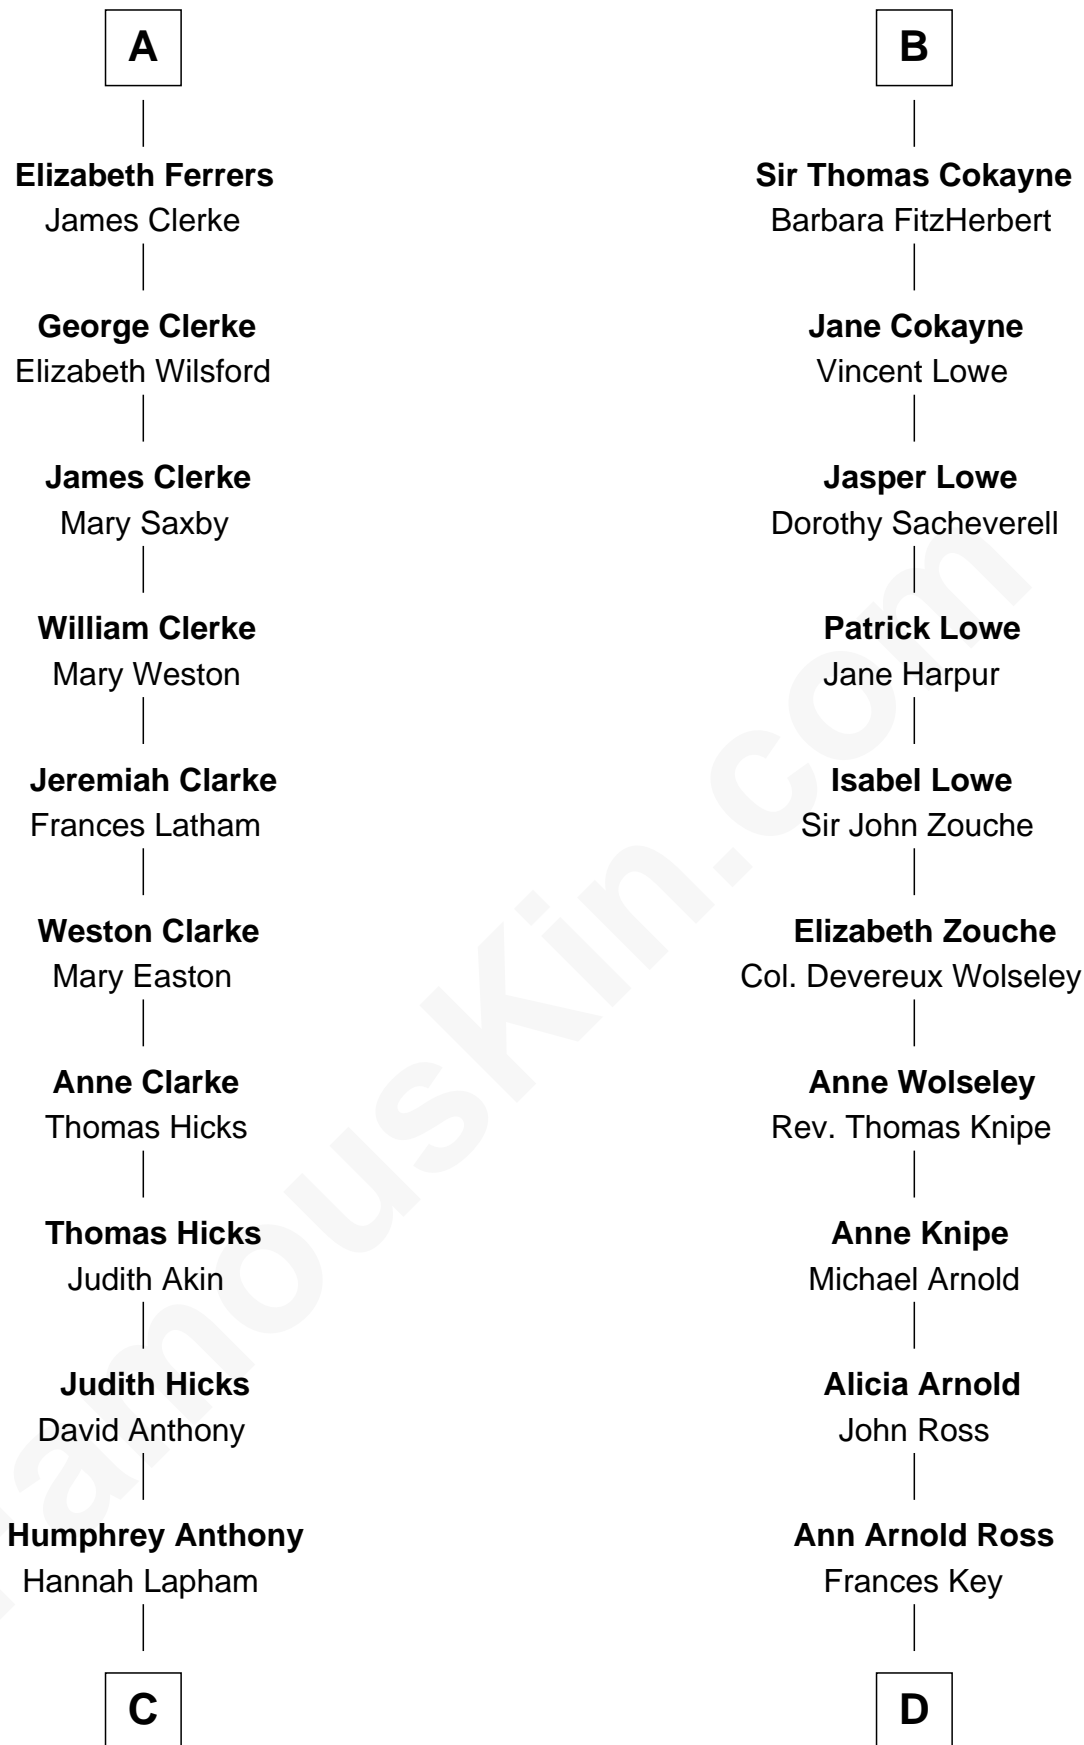 A
Elizabeth Ferrers
James Clerke
George Clerke
Elizabeth Wilsford
James Clerke
Mary Saxby
William Clerke
Mary Weston
Jeremiah Clarke
Frances Latham
Weston Clarke
Mary Easton
Anne Clarke
Thomas Hicks
Thomas Hicks
Judith Akin
Judith Hicks
David Anthony
Humphrey Anthony
Hannah Lapham
C
B
Sir Thomas Cokayne
Barbara FitzHerbert
Jane Cokayne
Vincent Lowe
Jasper Lowe
Dorothy Sacheverell
Patrick Lowe
Jane Harpur
Isabel Lowe
Sir John Zouche
Elizabeth Zouche
Col. Devereux Wolseley
Anne Wolseley
Rev. Thomas Knipe
Anne Knipe
Michael Arnold
Alicia Arnold
John Ross
Ann Arnold Ross
Frances Key
D
FamousKin.com